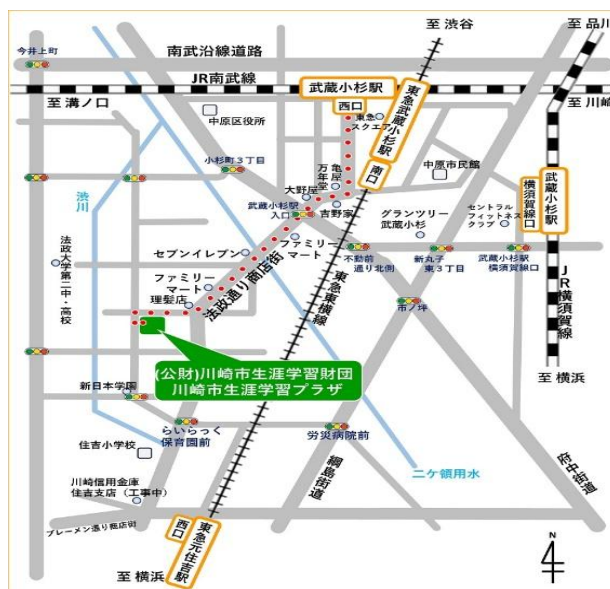 至 渋谷
至 品川
今井上町
南武沿線道路
JR南武線
武蔵小杉駅
西口
至 溝ノ口
至 川崎
東急武蔵小杉駅
南口
中原区役所
東急
スクエア
小杉町3丁目
亀屋
万年堂
中原市民館
武蔵小杉駅
横須賀線口
大野屋
吉野家
武蔵小杉駅
入口
グランツリー
武蔵小杉
セントラル
フィットネス
クラブ
渋川
法政大学第二中・高校
セブンイレブン
ファミリー
マート
不動前
通り北側
新丸子
東3丁目
武蔵小杉駅
横須賀線口
ファミリー
マート
理髪店
法政通り商店街
東急東横線
市ノ坪
JR横須賀線
至 横浜
(公財)川崎市生涯学習財団
川崎市生涯学習プラザ
新日本学園
らいらっく
保育園前
労災病院前
住吉小学校
綱島街道
二ケ領用水
府中街道
川崎信用金庫
住吉支店(工事中)
ブレーメン通り商店街
西口
東急元住吉駅
至 横浜
N